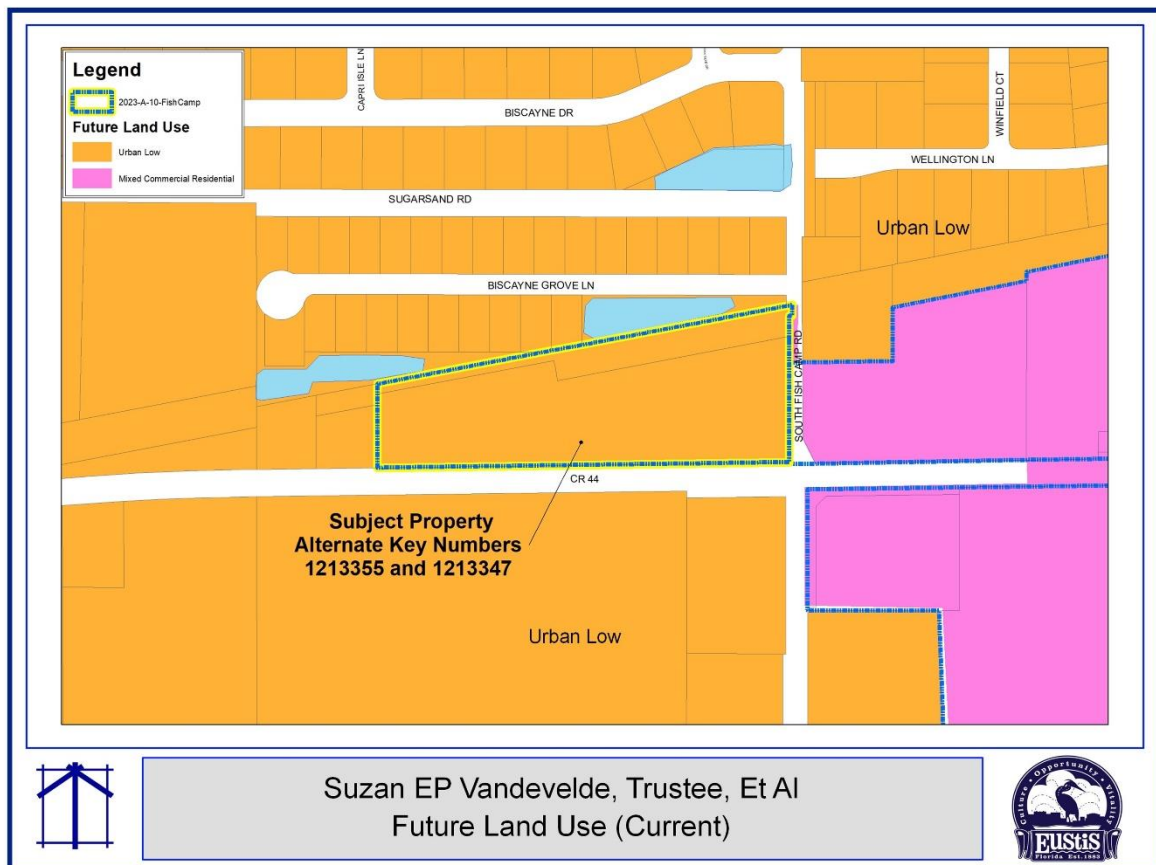 Legend
2023-A-10-FishCamp
Future Land Use
Urban Low
Mixed Commercial Residential
CAPRI ISLE LN
BISCAYNE DR
WINFIELD CT
WELLINGTON LN
SUGARSAND RD
Urban Low
BISCAYNE GROVE LN
SOUTH FISH CAMP RD
CR 44
Subject Property
Alternate Key Numbers
1213355 and 1213347
Urban Low
Suzan EP Vandevelde, Trustee, Et Al
Future Land Use (Current)
Culture • Opportunity • Vitality
EUSTIS
Florida Est. 1883